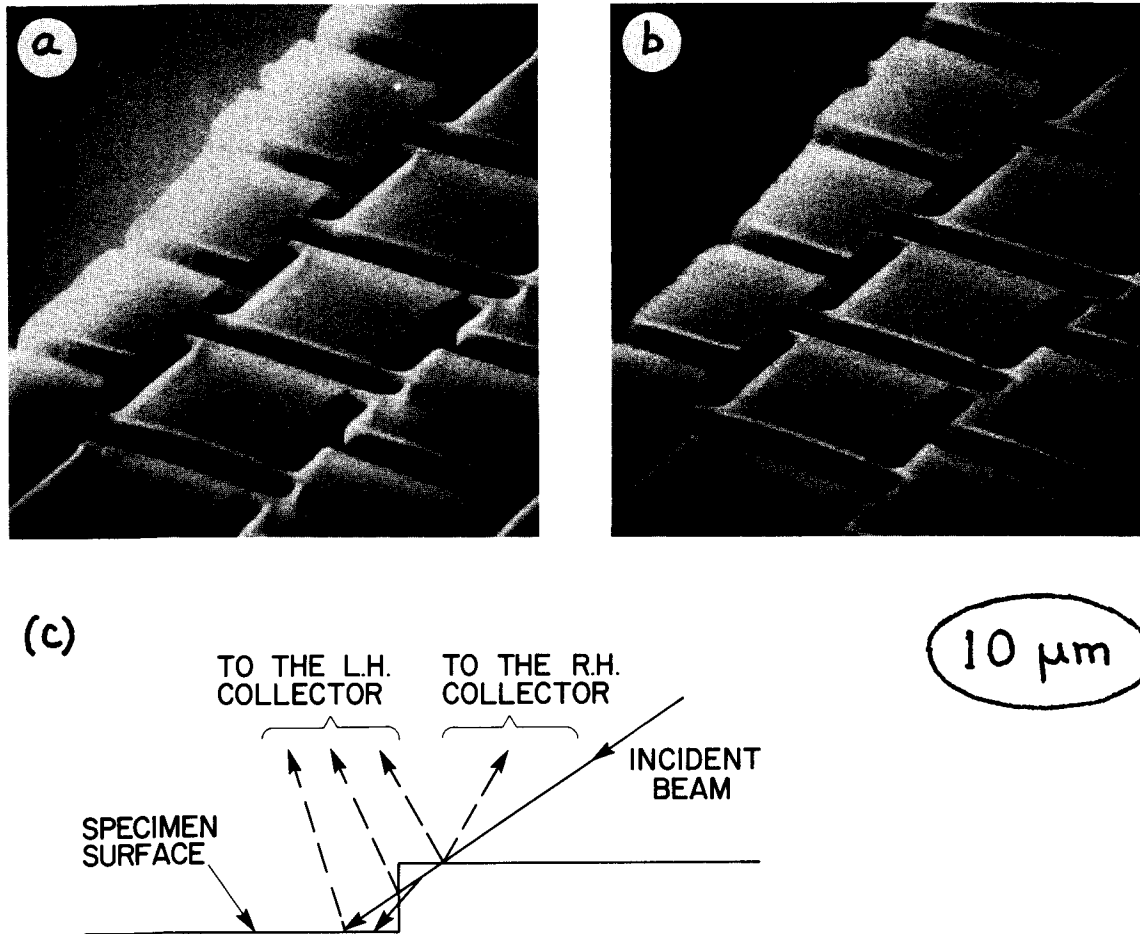 a
b
(c)
10 μm
TO THE L.H.
COLLECTOR
TO THE R.H.
COLLECTOR
INCIDENT
BEAM
SPECIMEN
SURFACE